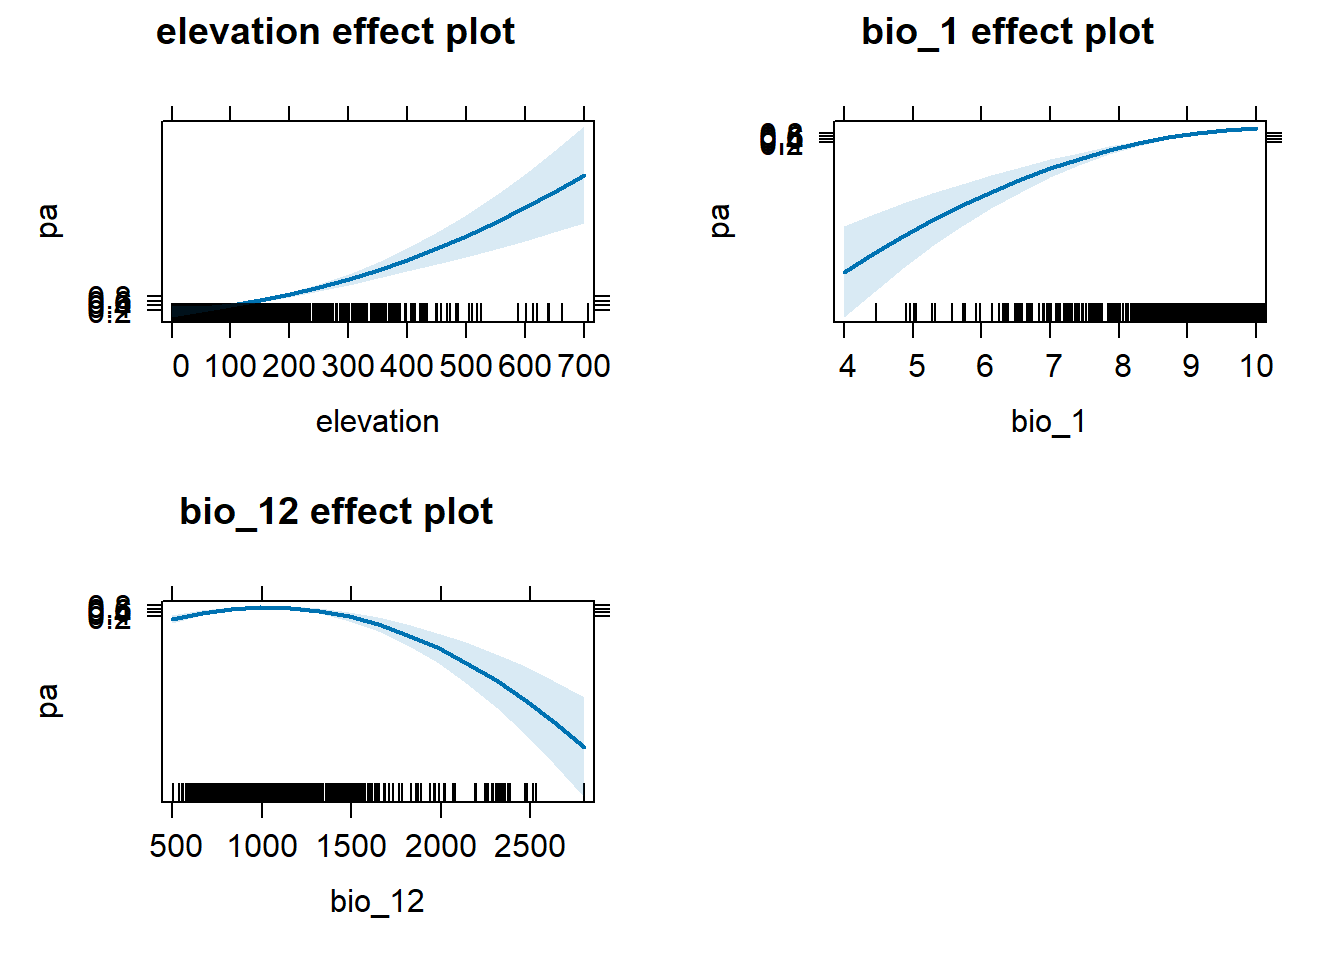 elevation effect plot
pa
0 100 200 300 400 500 600 700
elevation
bio_1 effect plot
pa
4 5 6 7 8 9 10
bio_1
bio_12 effect plot
pa
500 1000 1500 2000 2500
bio_12